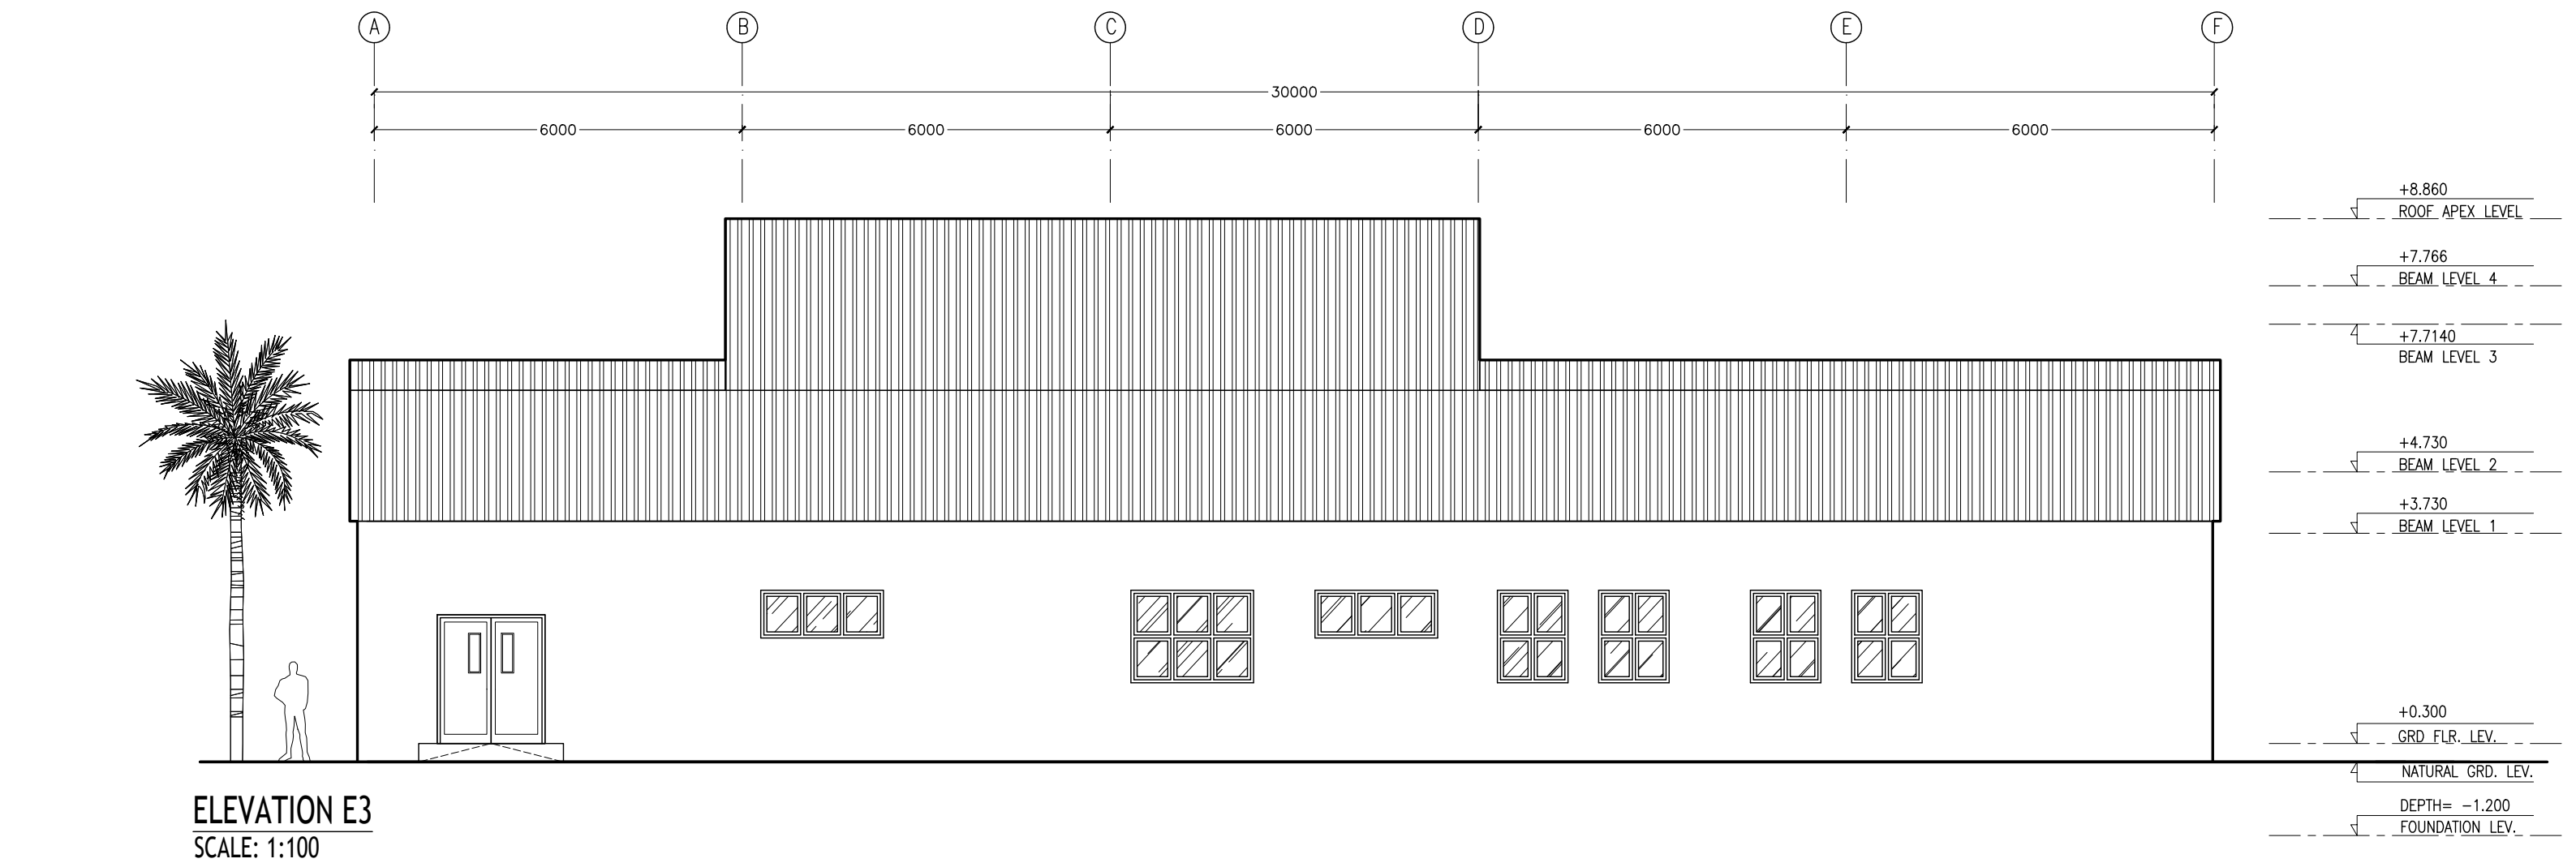 A B C D E F
30000
6000 6000 6000 6000 6000
+8.860
ROOF APEX LEVEL
+7.766
BEAM LEVEL 4
+7.7140
BEAM LEVEL 3
+4.730
BEAM LEVEL 2
+3.730
BEAM LEVEL 1
+0.300
GRD FLR. LEV.
NATURAL GRD. LEV.
DEPTH= -1.200
FOUNDATION LEV.
ELEVATION E3
SCALE: 1:100